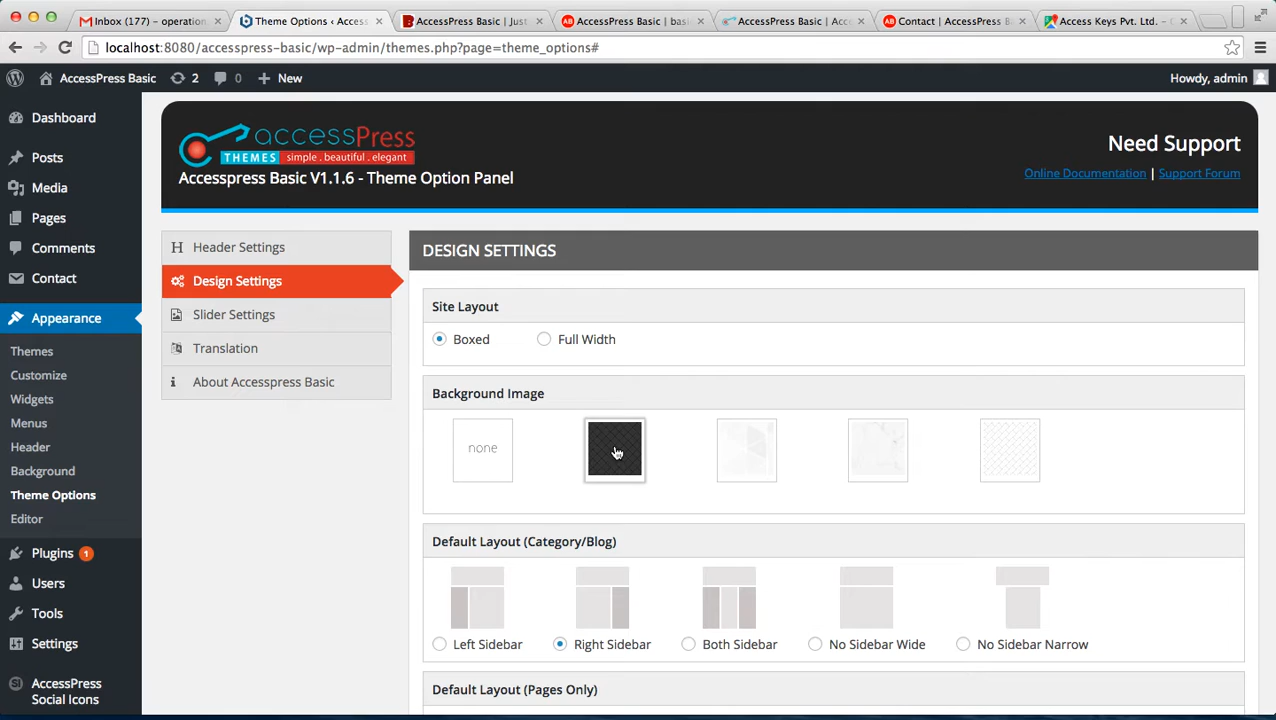 Inbox (177) - operation
Theme Options ‹ Acces
AccessPress Basic | Just
AccessPress Basic | basi
AccessPress Basic | Acc
Contact | AccessPress B
Access Keys Pvt. Ltd. -
localhost:8080/accesspress-basic/wp-admin/themes.php?page=theme_options#
AccessPress Basic 2 0 New Howdy, admin
Dashboard
Posts
Media
Pages
Comments
Contact
Appearance
Themes
Customize
Widgets
Menus
Header
Background
Theme Options
Editor
Plugins 1
Users
Tools
Settings
AccessPress
Social Icons
accessPress
THEMES simple . beautiful . elegant
Accesspress Basic V1.1.6 - Theme Option Panel
Need Support
Online Documentation | Support Forum
H Header Settings
Design Settings
Slider Settings
Translation
i About Accesspress Basic
DESIGN SETTINGS
Site Layout
Boxed Full Width
Background Image
none
Default Layout (Category/Blog)
Left Sidebar Right Sidebar Both Sidebar No Sidebar Wide No Sidebar Narrow
Default Layout (Pages Only)